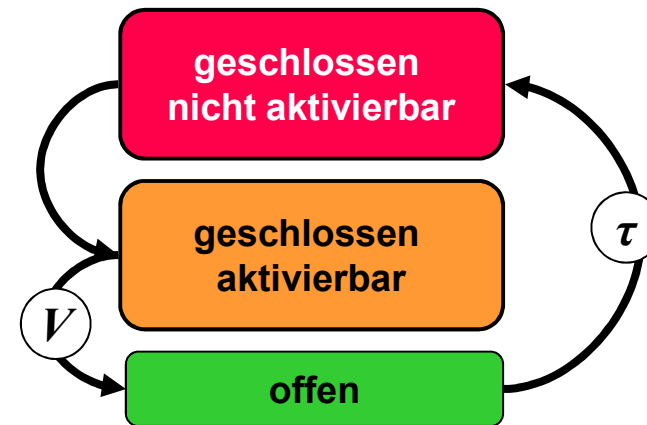 geschlossen
nicht aktivierbar
geschlossen
aktivierbar
τ
V
offen